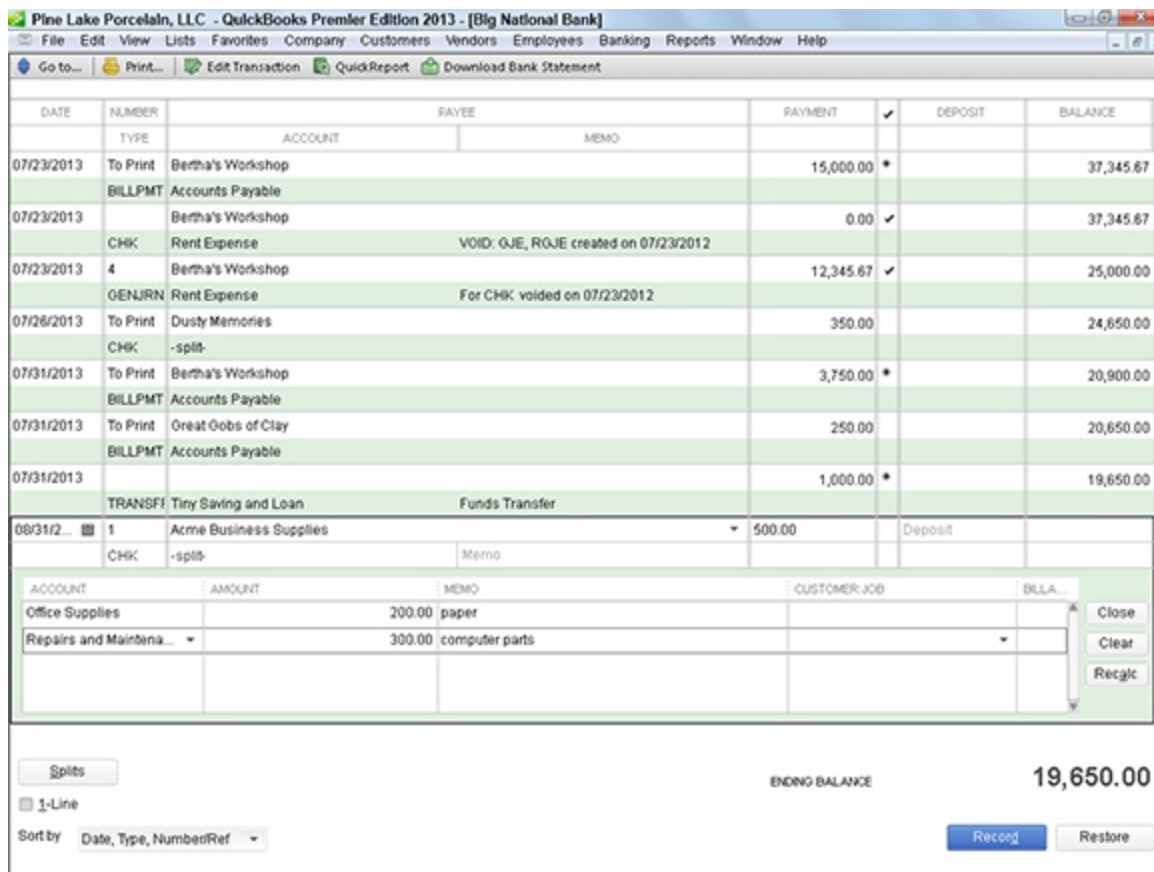 Pine Lake Porcelain, LLC - QuickBooks Premier Edition 2013 - [Big National Bank]
File Edit View Lists Favorites Company Customers Vendors Employees Banking Reports Window Help
Go to... Print... Edit Transaction QuickReport Download Bank Statement
DATE NUMBER PAYEE PAYMENT ✓ DEPOSIT BALANCE
TYPE ACCOUNT MEMO
07/23/2013 To Print Bertha's Workshop 15,000.00 * 37,345.67
BILLPMT Accounts Payable
07/23/2013 Bertha's Workshop 0.00 ✓ 37,345.67
CHK Rent Expense VOID: GJE, RGJE created on 07/23/2012
07/23/2013 4 Bertha's Workshop 12,345.67 ✓ 25,000.00
GENJRN Rent Expense For CHK voided on 07/23/2012
07/26/2013 To Print Dusty Memories 350.00 24,650.00
CHK -split-
07/31/2013 To Print Bertha's Workshop 3,750.00 * 20,900.00
BILLPMT Accounts Payable
07/31/2013 To Print Great Gobs of Clay 250.00 20,650.00
BILLPMT Accounts Payable
07/31/2013 1,000.00 * 19,650.00
TRANSFI Tiny Saving and Loan Funds Transfer
08/31/2... 1 Acme Business Supplies 500.00 Deposit
CHK -split- Memo
ACCOUNT AMOUNT MEMO CUSTOMER:JOB BILLA...
Office Supplies 200.00 paper Close
Repairs and Maintena... 300.00 computer parts Clear
Recalc
Splits ENDING BALANCE 19,650.00
1-Line
Sort by Date, Type, Number/Ref Record Restore